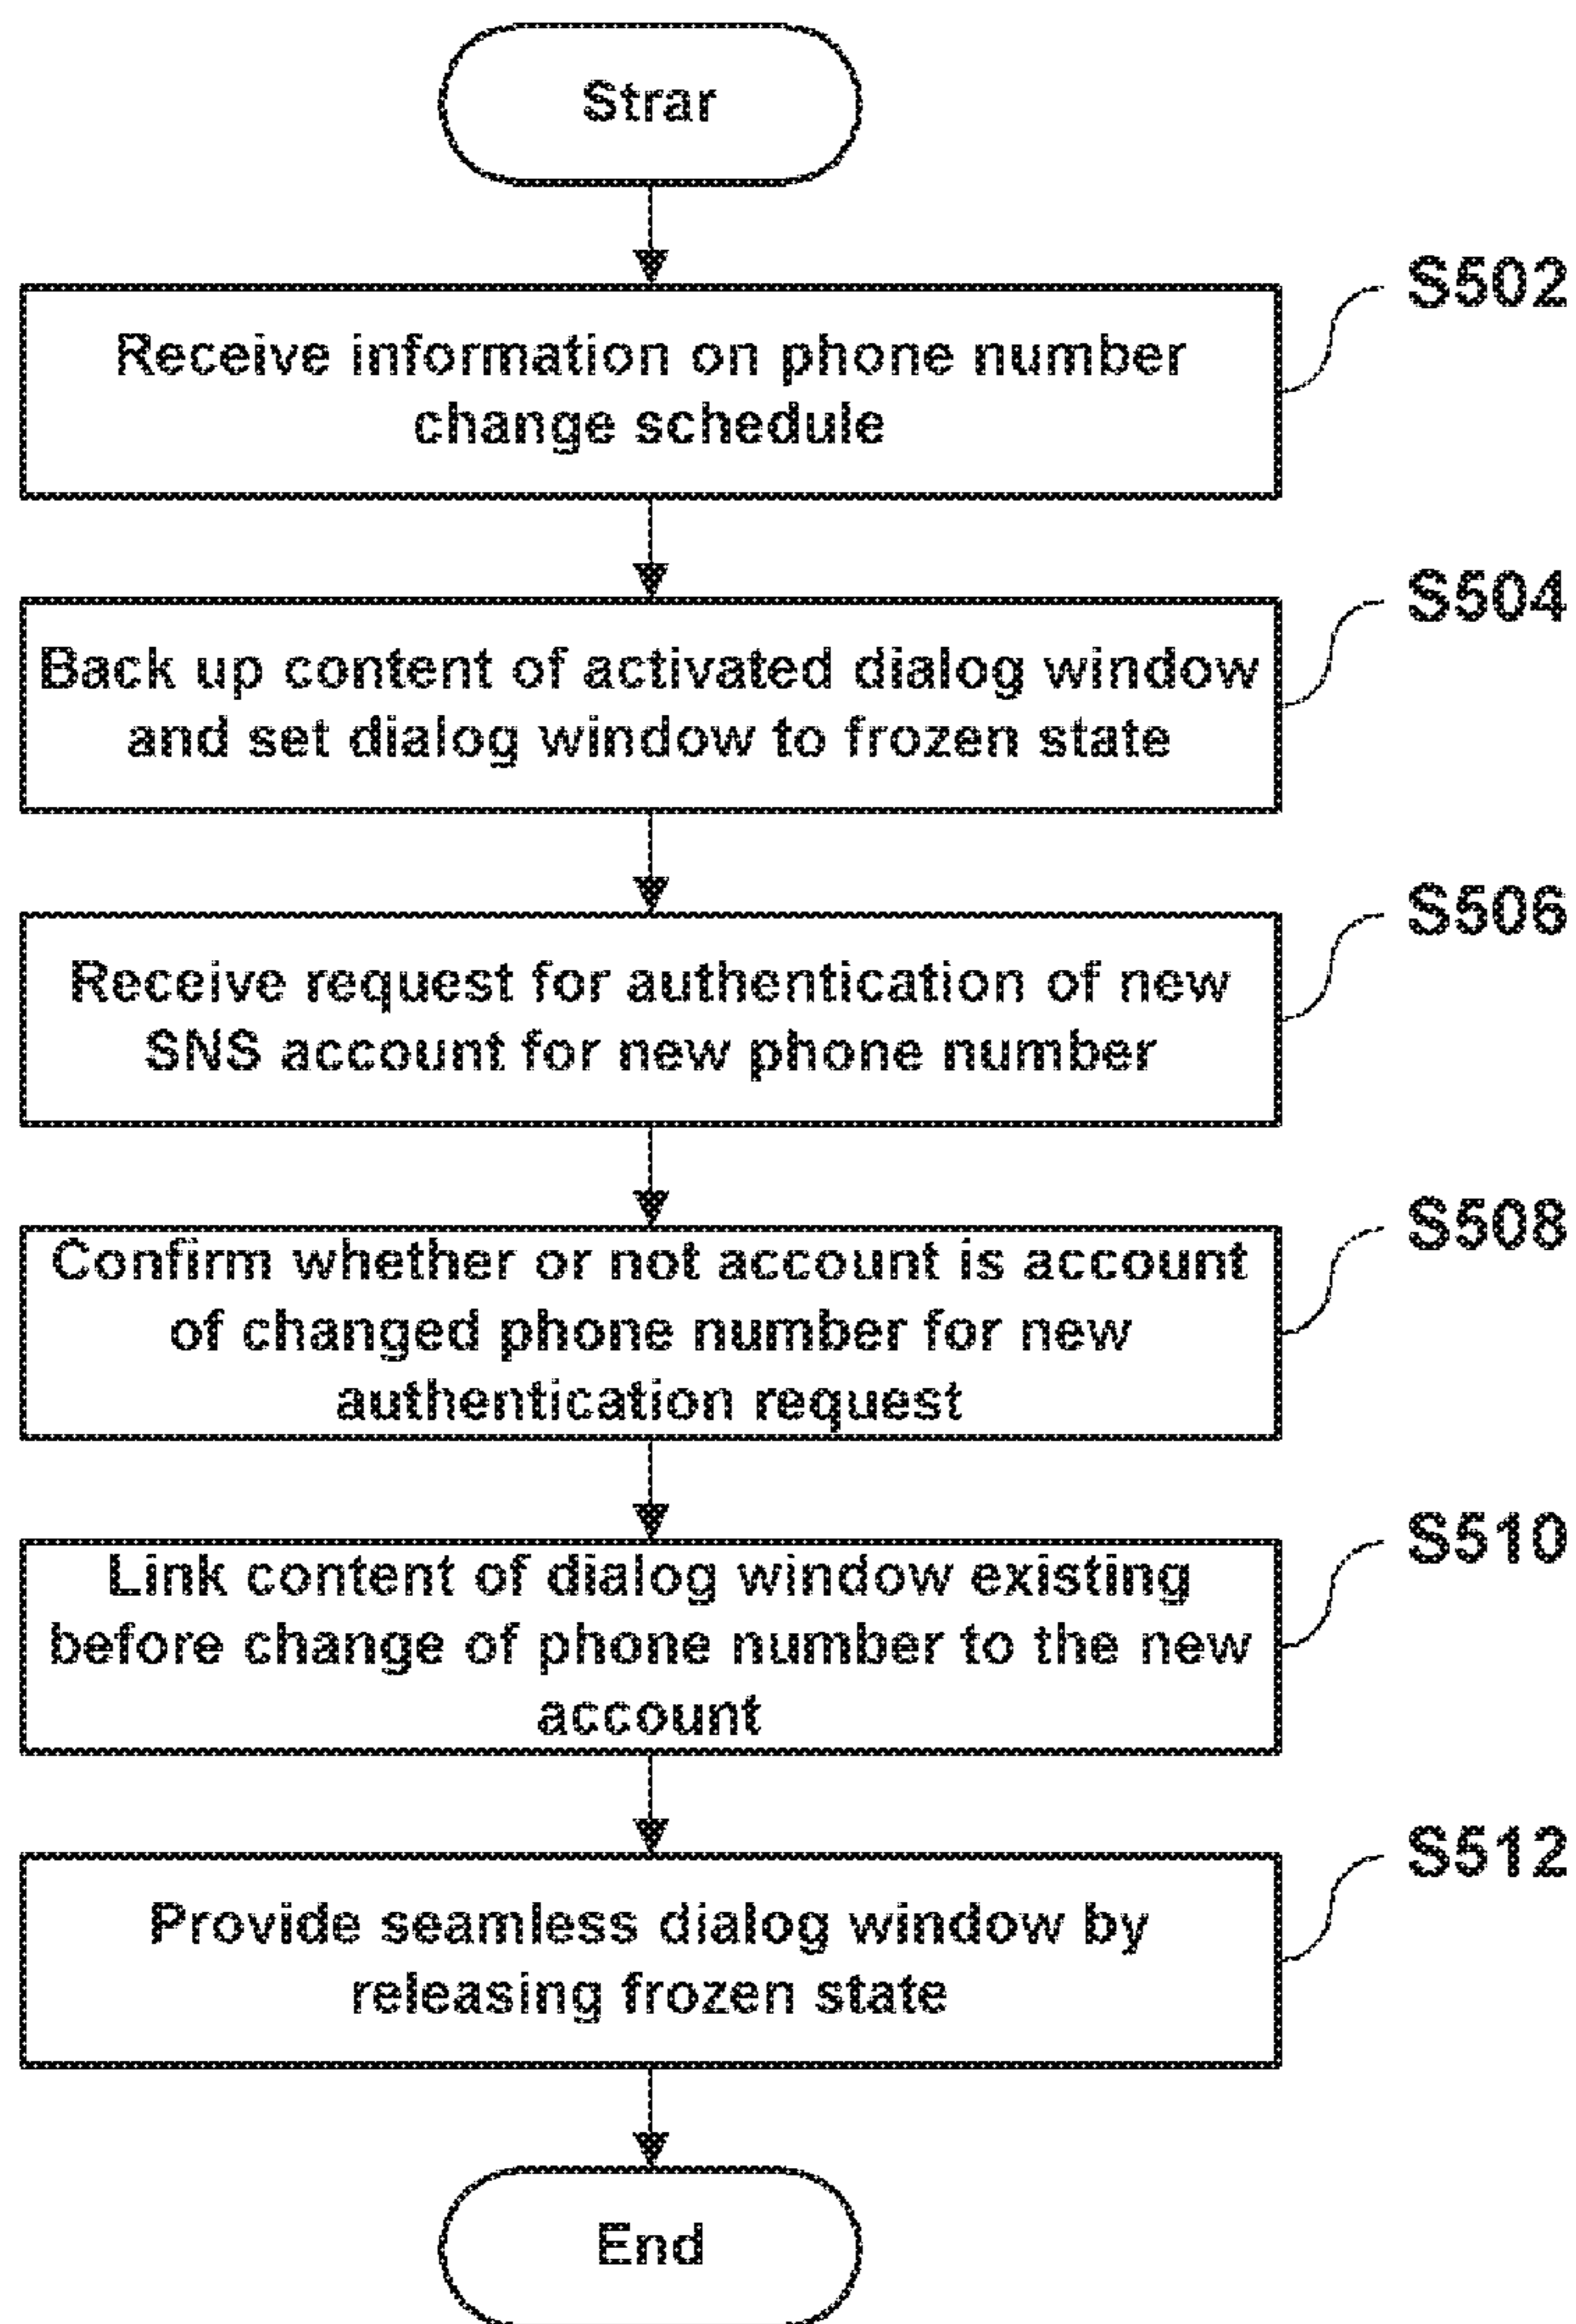 Strar
S502
Receive information on phone number
change schedule
S504
Back up content of activated dialog window
and set dialog window to frozen state
S506
Receive request for authentication of new
SNS account for new phone number
S508
Confirm whether or not account is account
of changed phone number for new
authentication request
S510
Link content of dialog window existing
before change of phone number to the new
account
S512
Provide seamless dialog window by
releasing frozen state
End